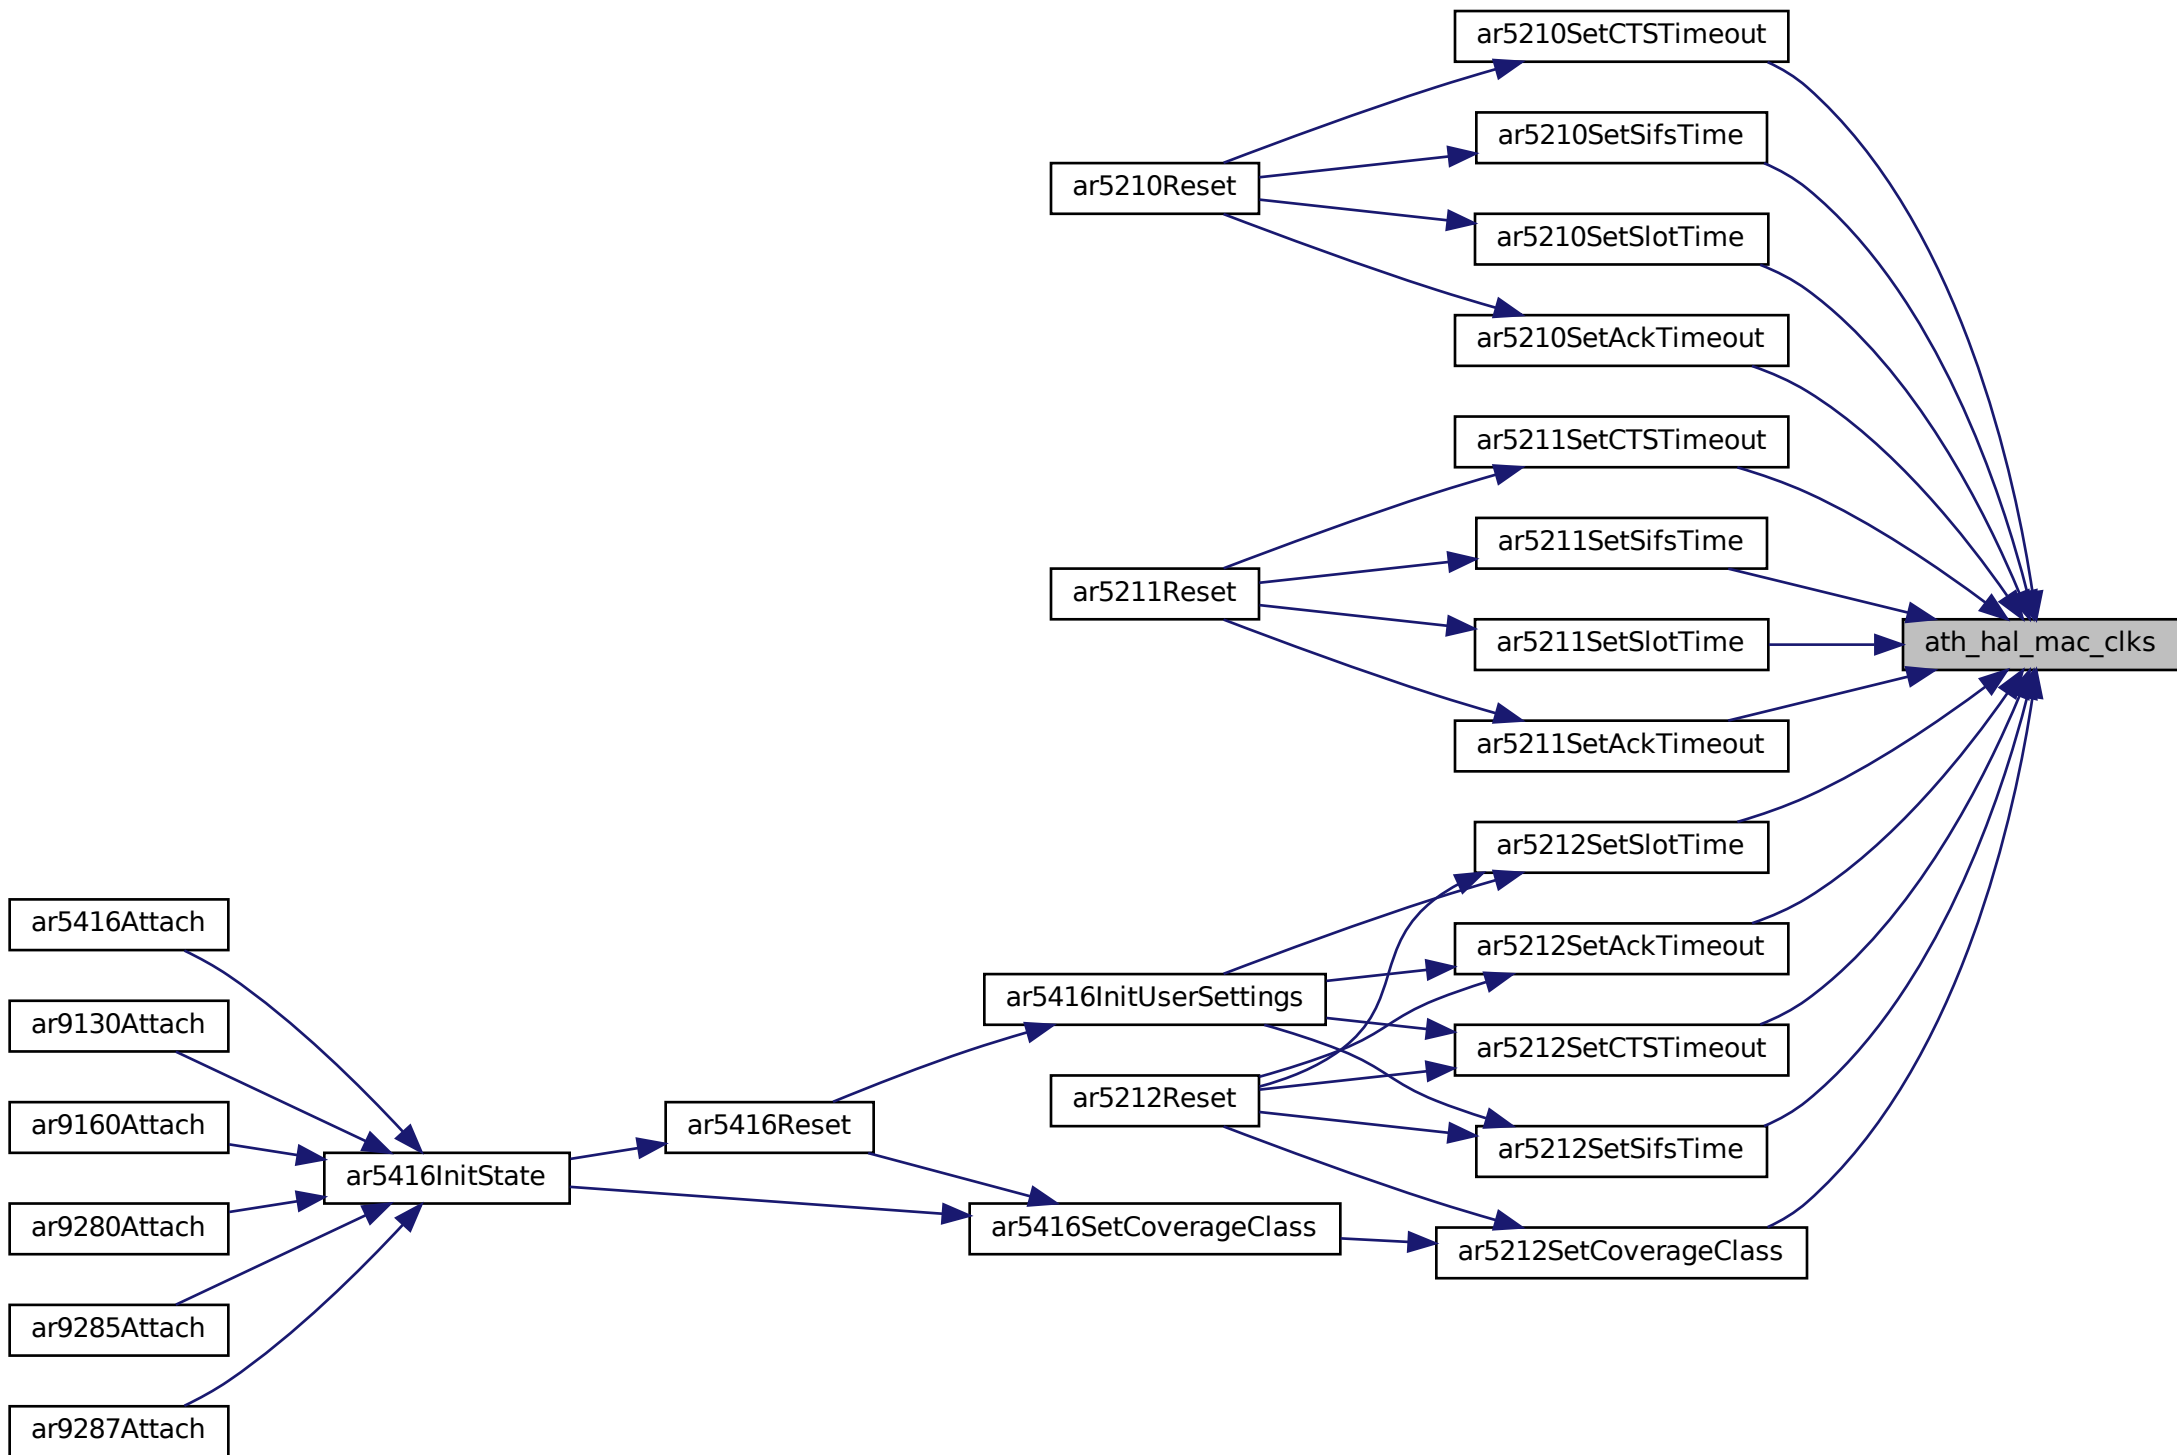 ar5210SetCTSTimeout
ar5210SetSifsTime
ar5210Reset
ar5210SetSlotTime
ar5210SetAckTimeout
ar5211SetCTSTimeout
ar5211SetSifsTime
ar5211Reset
ar5211SetSlotTime
ath_hal_mac_clks
ar5211SetAckTimeout
ar5212SetSlotTime
ar5416Attach
ar5212SetAckTimeout
ar5416InitUserSettings
ar9130Attach
ar5212SetCTSTimeout
ar5212Reset
ar9160Attach
ar5416Reset
ar5212SetSifsTime
ar5416InitState
ar9280Attach
ar5416SetCoverageClass
ar5212SetCoverageClass
ar9285Attach
ar9287Attach